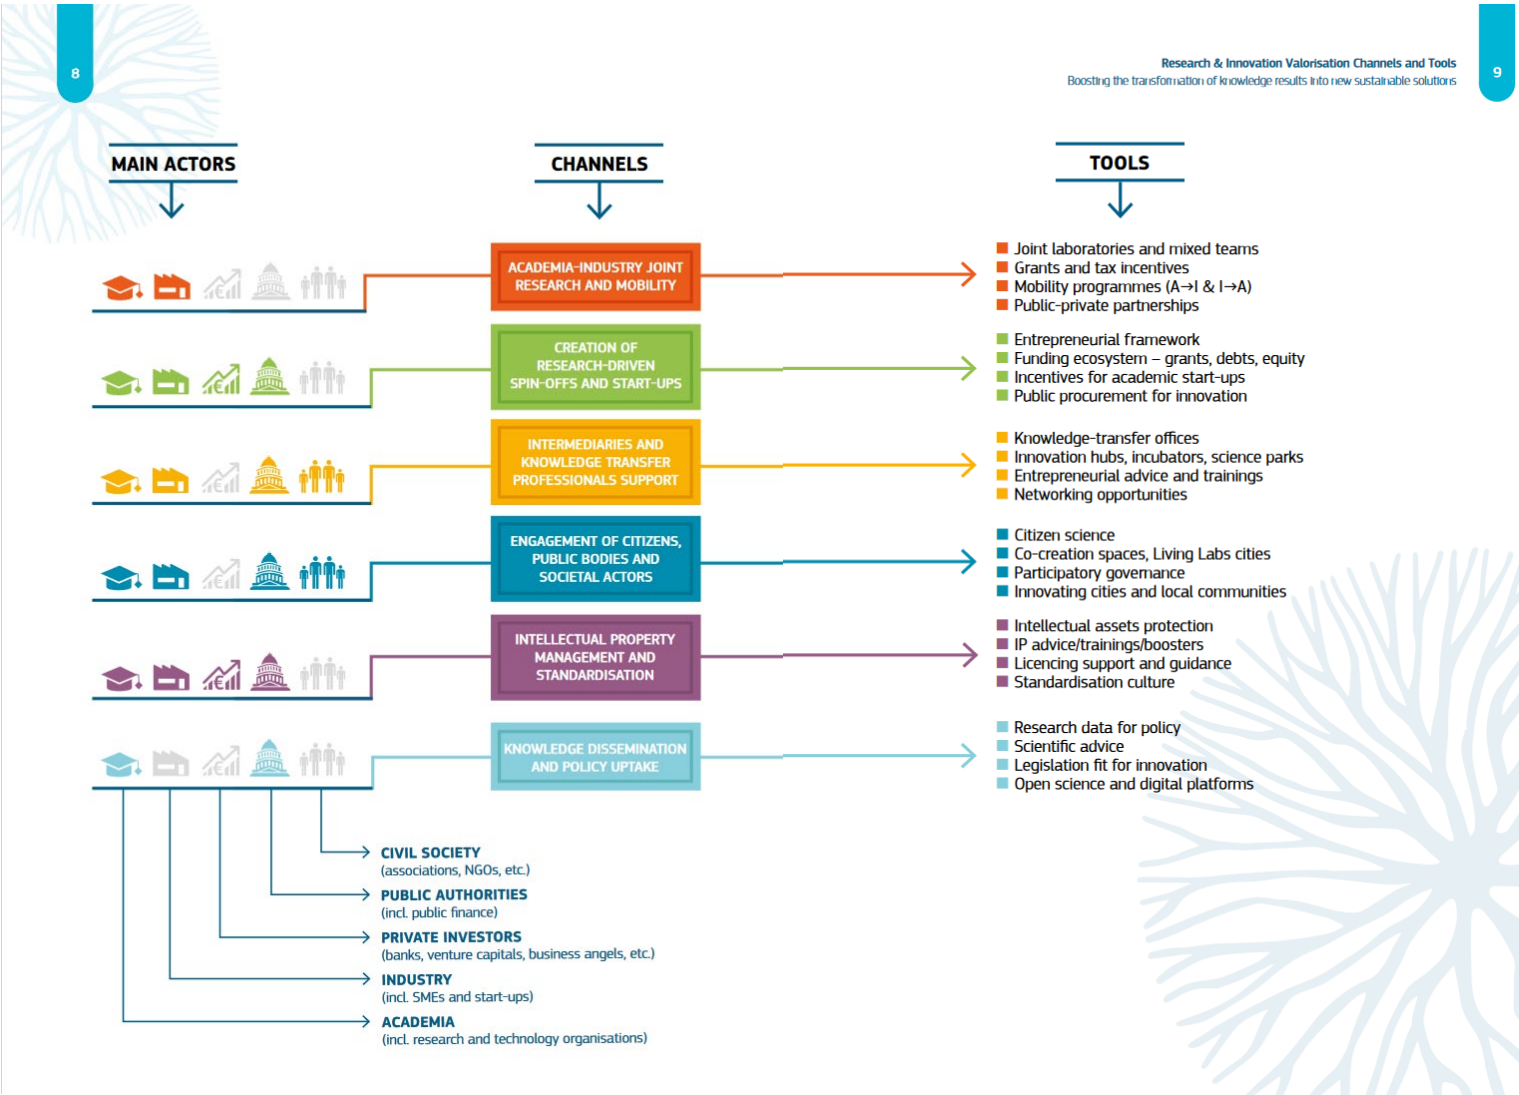 8
Research & Innovation Valorisation Channels and Tools
Boosting the transformation of knowledge results into new sustainable solutions
9
MAIN ACTORS
CHANNELS
TOOLS
ACADEMIA-INDUSTRY JOINT
RESEARCH AND MOBILITY
Joint laboratories and mixed teams
Grants and tax incentives
Mobility programmes (A→I & I→A)
Public-private partnerships
CREATION OF
RESEARCH-DRIVEN
SPIN-OFFS AND START-UPS
Entrepreneurial framework
Funding ecosystem – grants, debts, equity
Incentives for academic start-ups
Public procurement for innovation
INTERMEDIARIES AND
KNOWLEDGE TRANSFER
PROFESSIONALS SUPPORT
Knowledge-transfer offices
Innovation hubs, incubators, science parks
Entrepreneurial advice and trainings
Networking opportunities
ENGAGEMENT OF CITIZENS,
PUBLIC BODIES AND
SOCIETAL ACTORS
Citizen science
Co-creation spaces, Living Labs cities
Participatory governance
Innovating cities and local communities
INTELLECTUAL PROPERTY
MANAGEMENT AND
STANDARDISATION
Intellectual assets protection
IP advice/trainings/boosters
Licencing support and guidance
Standardisation culture
KNOWLEDGE DISSEMINATION
AND POLICY UPTAKE
Research data for policy
Scientific advice
Legislation fit for innovation
Open science and digital platforms
CIVIL SOCIETY
(associations, NGOs, etc.)
PUBLIC AUTHORITIES
(incl. public finance)
PRIVATE INVESTORS
(banks, venture capitals, business angels, etc.)
INDUSTRY
(incl. SMEs and start-ups)
ACADEMIA
(incl. research and technology organisations)